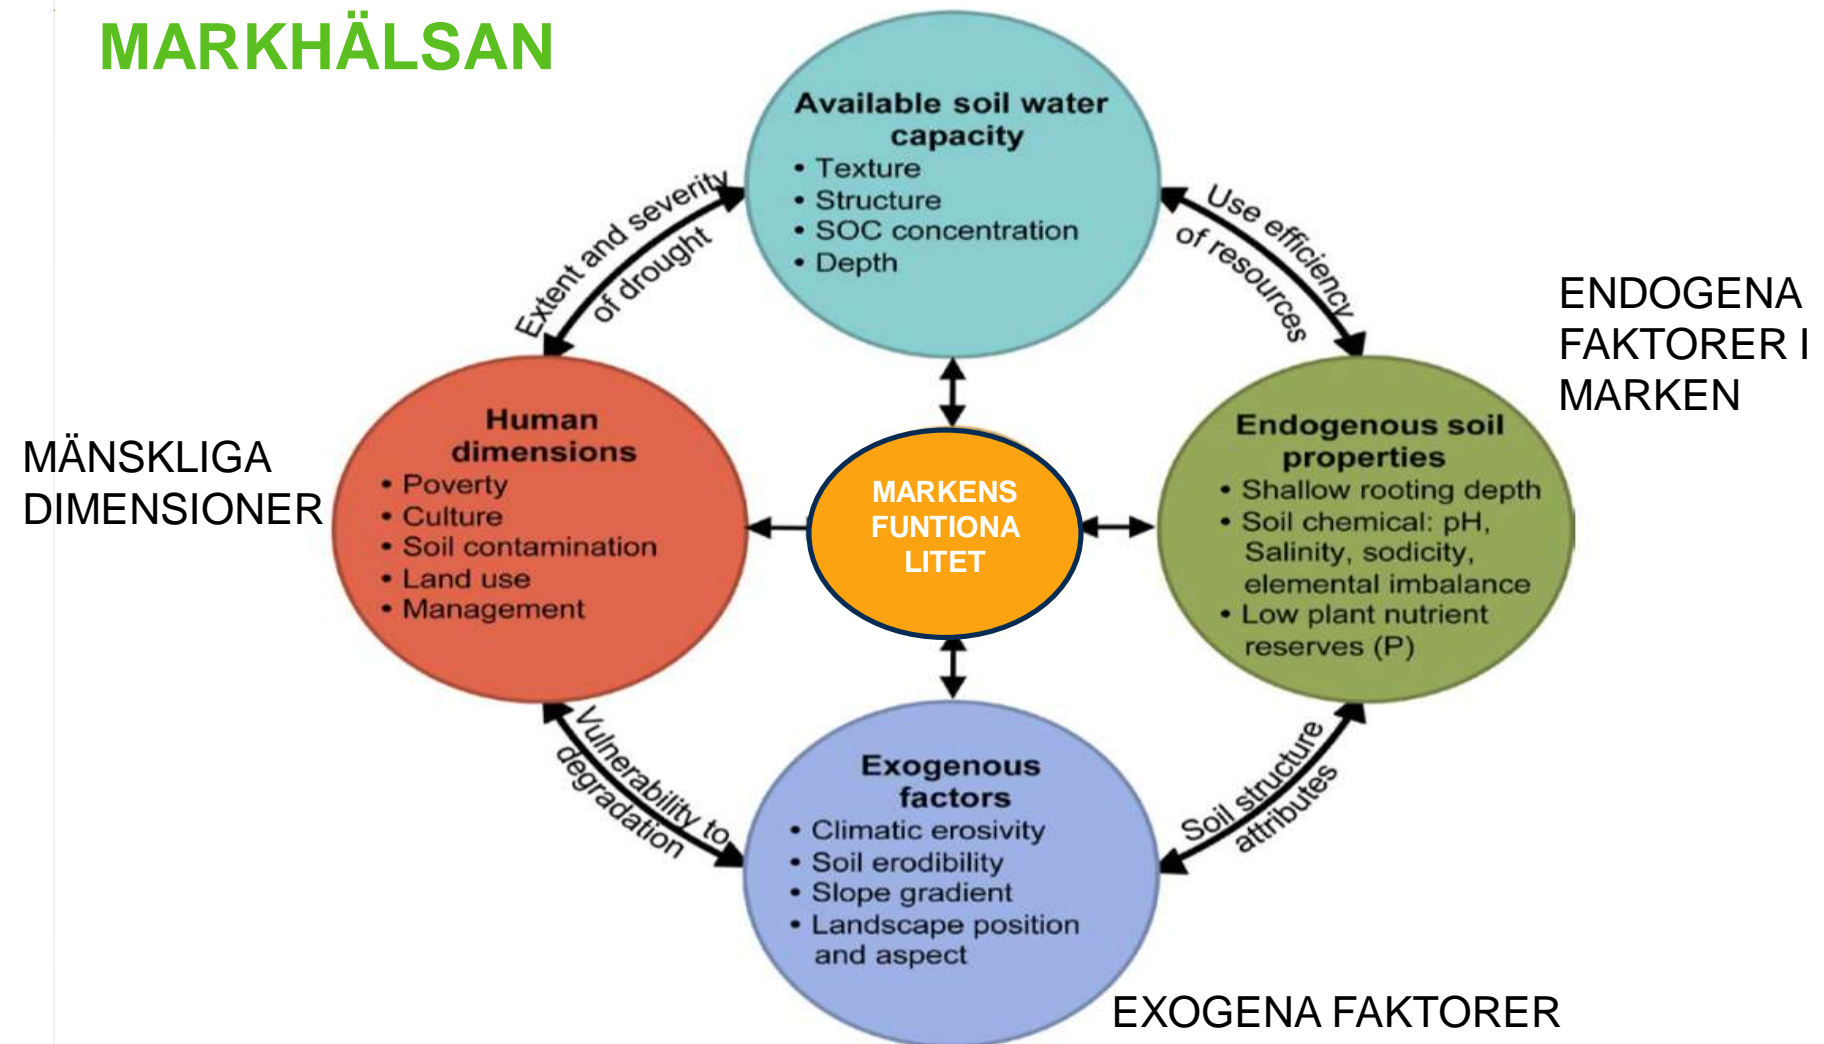 MARKHÄLSAN
Available soil water
capacity
• Texture
• Structure
• SOC concentration
• Depth
Extent and severity
of drought
Use efficiency
of resources
ENDOGENA
FAKTORER I
MARKEN
MÄNSKLIGA
DIMENSIONER
Human
dimensions
• Poverty
• Culture
• Soil contamination
• Land use
• Management
MARKENS
FUNTIONA
LITET
Endogenous soil
properties
• Shallow rooting depth
• Soil chemical: pH,
Salinity, sodicity,
elemental imbalance
• Low plant nutrient
reserves (P)
Vulnerability to
degradation
Exogenous
factors
• Climatic erosivity
• Soil erodibility
• Slope gradient
• Landscape position
and aspect
Soil structure
attributes
EXOGENA FAKTORER